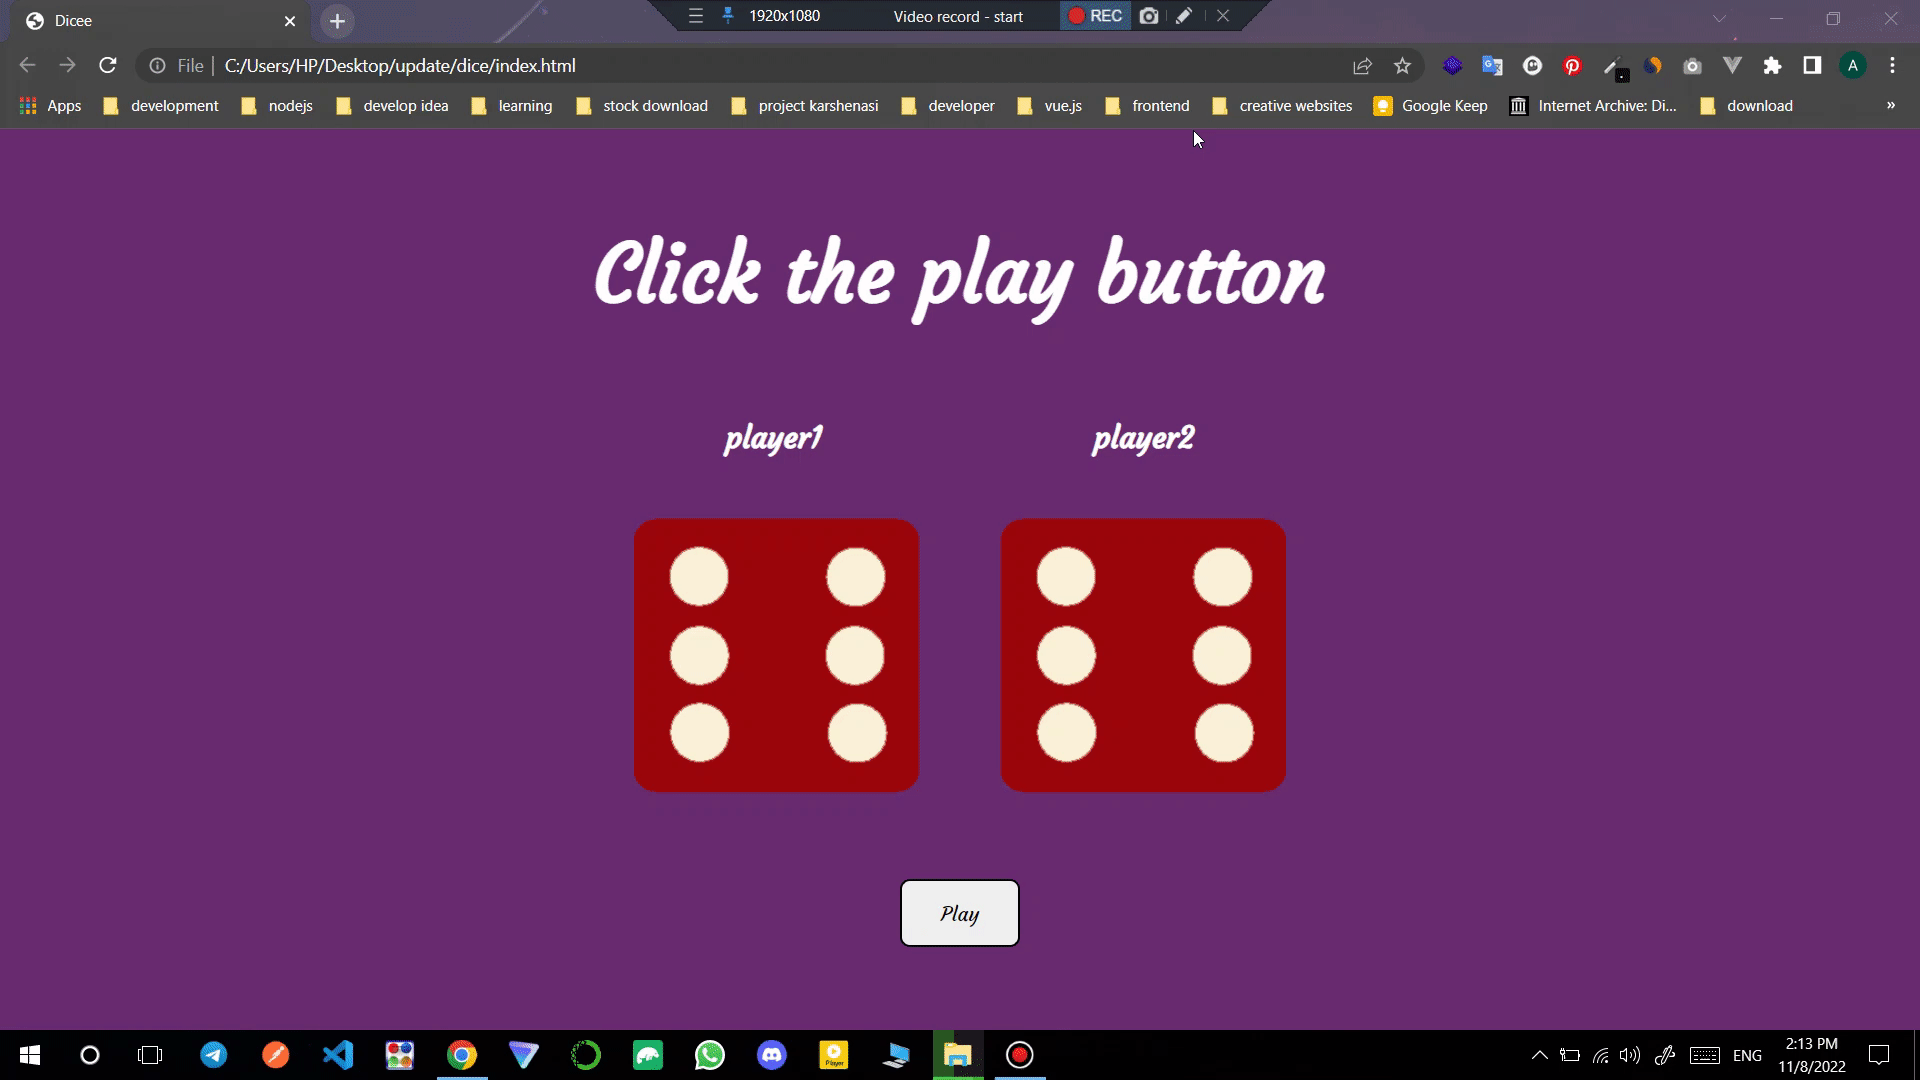 Dicee
1920x1080
Video record - start
REC
File
C:/Users/HP/Desktop/update/dice/index.html
A
Apps
development
nodejs
develop idea
learning
stock download
project karshenasi
developer
vue.js
frontend
creative websites
Google Keep
Internet Archive: Di...
download
»
Click the play button
player1
player2
Play
Player
ENG
2:13 PM
11/8/2022